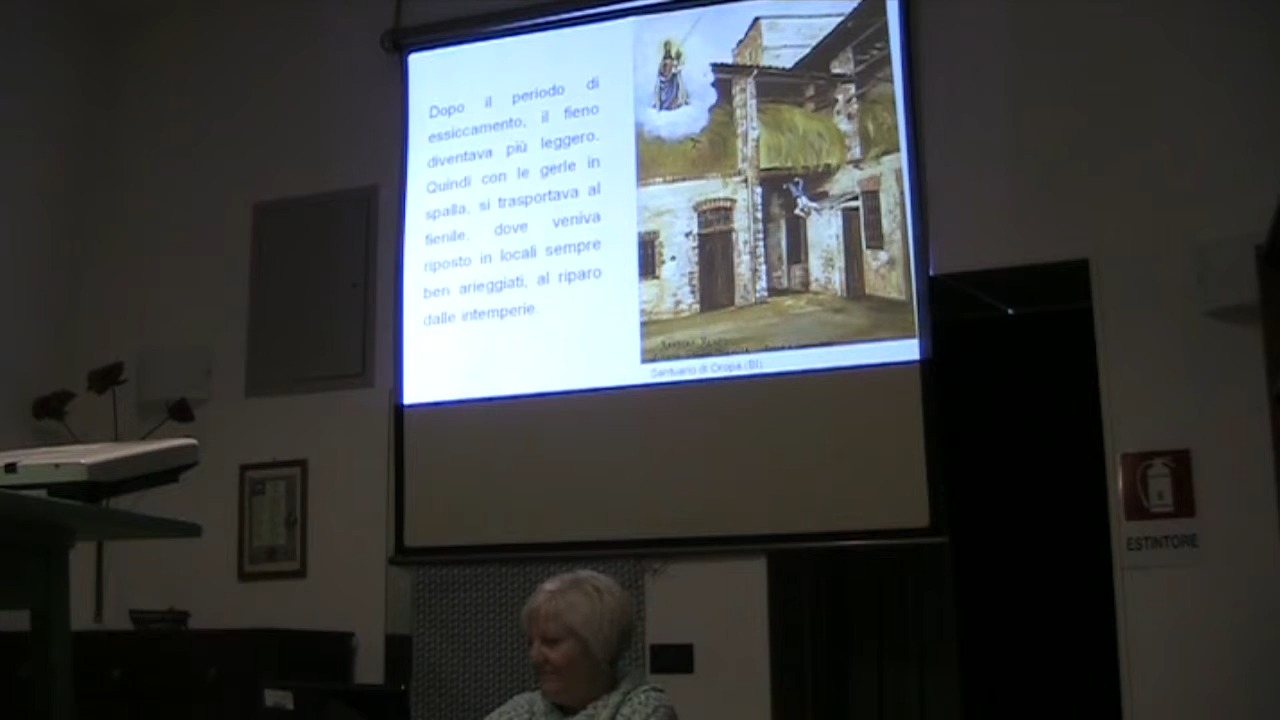 Dopo il periodo di
essiccamento, il fieno
diventava più leggero.
Quindi con le gerle in
spalla, si trasportava al
fienile, dove veniva
riposto in locali sempre
ben arieggiati, al riparo
dalle intemperie.
Santuario di Oropa (BI)
ESTINTORE